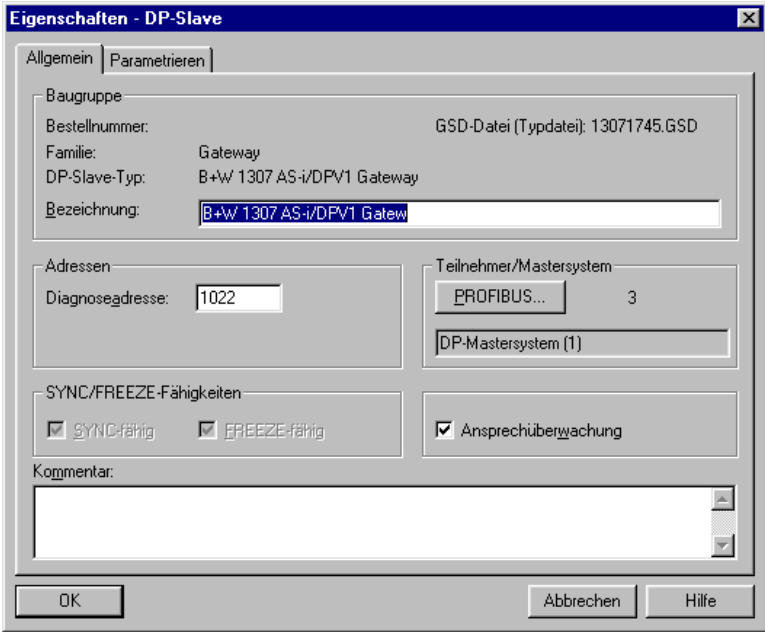 Eigenschaften - DP-Slave
Allgemein
Parametrieren
Baugruppe
Bestellnummer:
GSD-Datei (Typdatei): 13071745.GSD
Familie:
Gateway
DP-Slave-Typ:
B+W 1307 AS-i/DPV1 Gateway
Bezeichnung:
B+W 1307 AS-i/DPV1 Gatew
Adressen
Diagnoseadresse:
1022
Teilnehmer/Mastersystem
PROFIBUS...
3
DP-Mastersystem (1)
SYNC/FREEZE-Fähigkeiten
SYNC-fähig
FREEZE-fähig
Ansprechüberwachung
Kommentar:
OK
Abbrechen
Hilfe